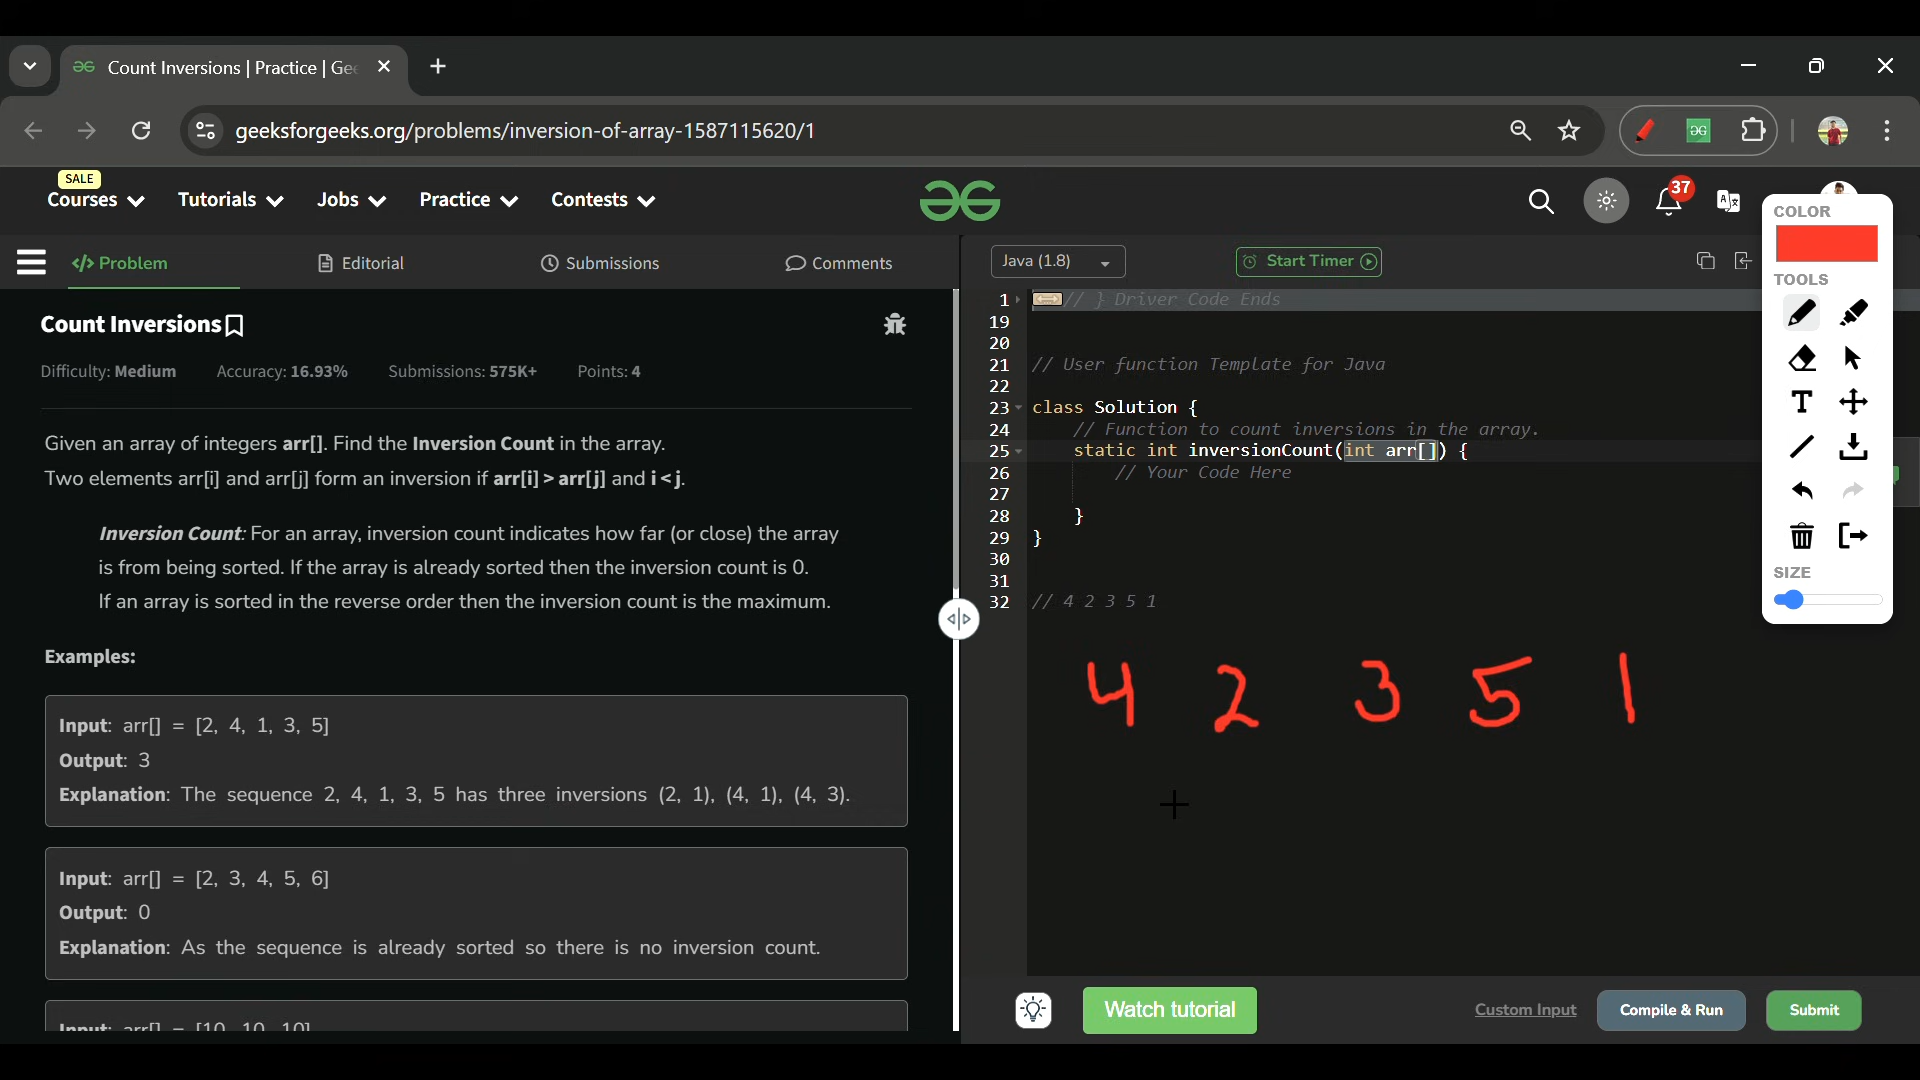 Count Inversions | Practice | Ge
geeksforgeeks.org/problems/inversion-of-array-1587115620/1
SALE
Courses Tutorials Jobs Practice Contests
37
</> Problem Editorial Submissions Comments
Java (1.8) Start Timer
COLOR
TOOLS
T
SIZE
Count Inversions
Difficulty: Medium Accuracy: 16.93% Submissions: 575K+ Points: 4
Given an array of integers arr[]. Find the Inversion Count in the array.
Two elements arr[i] and arr[j] form an inversion if arr[i] > arr[j] and i < j.
Inversion Count: For an array, inversion count indicates how far (or close) the array
is from being sorted. If the array is already sorted then the inversion count is 0.
If an array is sorted in the reverse order then the inversion count is the maximum.
Examples:
Input: arr[] = [2, 4, 1, 3, 5]
Output: 3
Explanation: The sequence 2, 4, 1, 3, 5 has three inversions (2, 1), (4, 1), (4, 3).
Input: arr[] = [2, 3, 4, 5, 6]
Output: 0
Explanation: As the sequence is already sorted so there is no inversion count.
Input: arr[] = [10, 10, 10]
1 // } Driver Code Ends
19
20
21 // User function Template for Java
22
23 class Solution {
24 // Function to count inversions in the array.
25 static int inversionCount(int arr[]) {
26 // Your Code Here
27
28 }
29 }
30
31
32 // 4 2 3 5 1
4 2 3 5 1
Watch tutorial Custom Input Compile & Run Submit